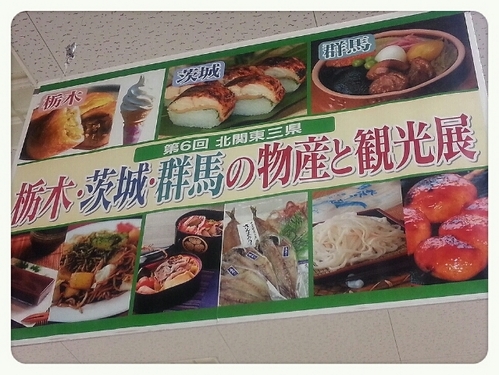 栃木
茨城
群馬
第6回 北関東三県
栃木・茨城・群馬の物産と観光展